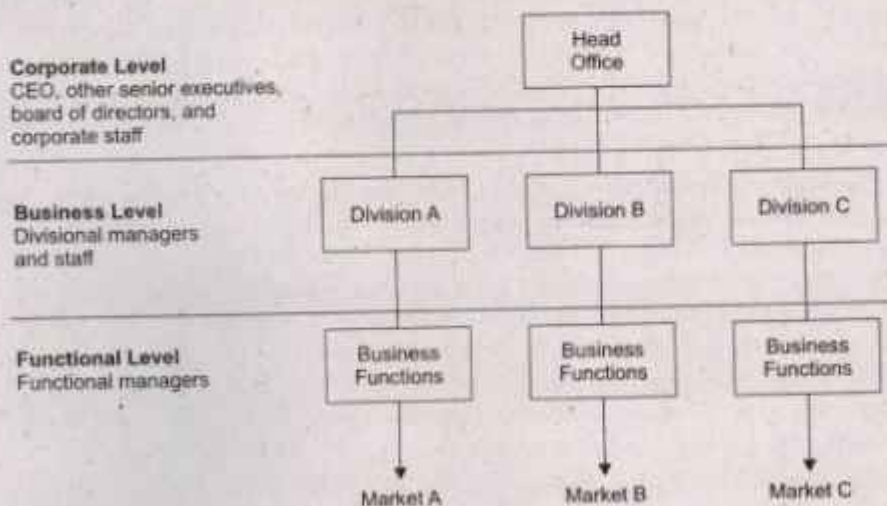 Head
Office
Corporate Level
CEO, other senior executives,
board of directors, and
corporate staff
Business Level
Divisional managers
and staff
Division A
Division B
Division C
Functional Level
Functional managers
Business
Functions
Business
Functions
Business
Functions
Market A
Market B
Market C